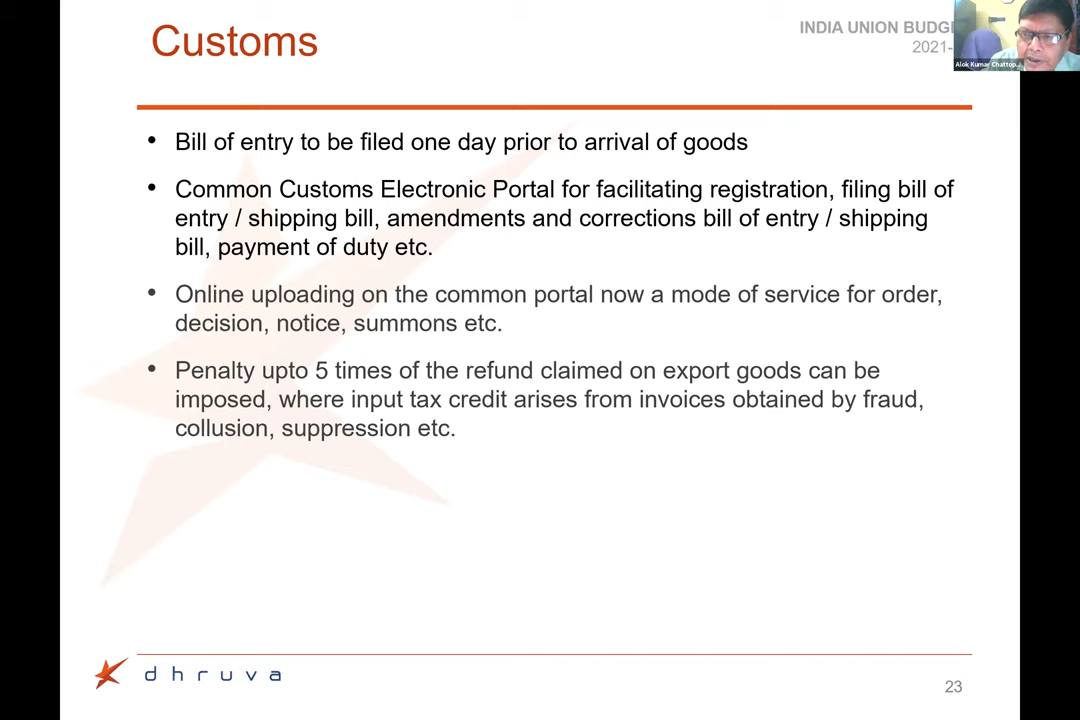 Customs
INDIA UNION
2021-
Alok Kumar Chattop...
• Bill of entry to be filed one day prior to arrival of goods
• Common Customs Electronic Portal for facilitating registration, filing bill of
entry / shipping bill, amendments and corrections bill of entry / shipping
bill, payment of duty etc.
• Online uploading on the common portal now a mode of service for order,
decision, notice, summons etc.
• Penalty upto 5 times of the refund claimed on export goods can be
imposed, where input tax credit arises from invoices obtained by fraud,
collusion, suppression etc.
dhruva
23